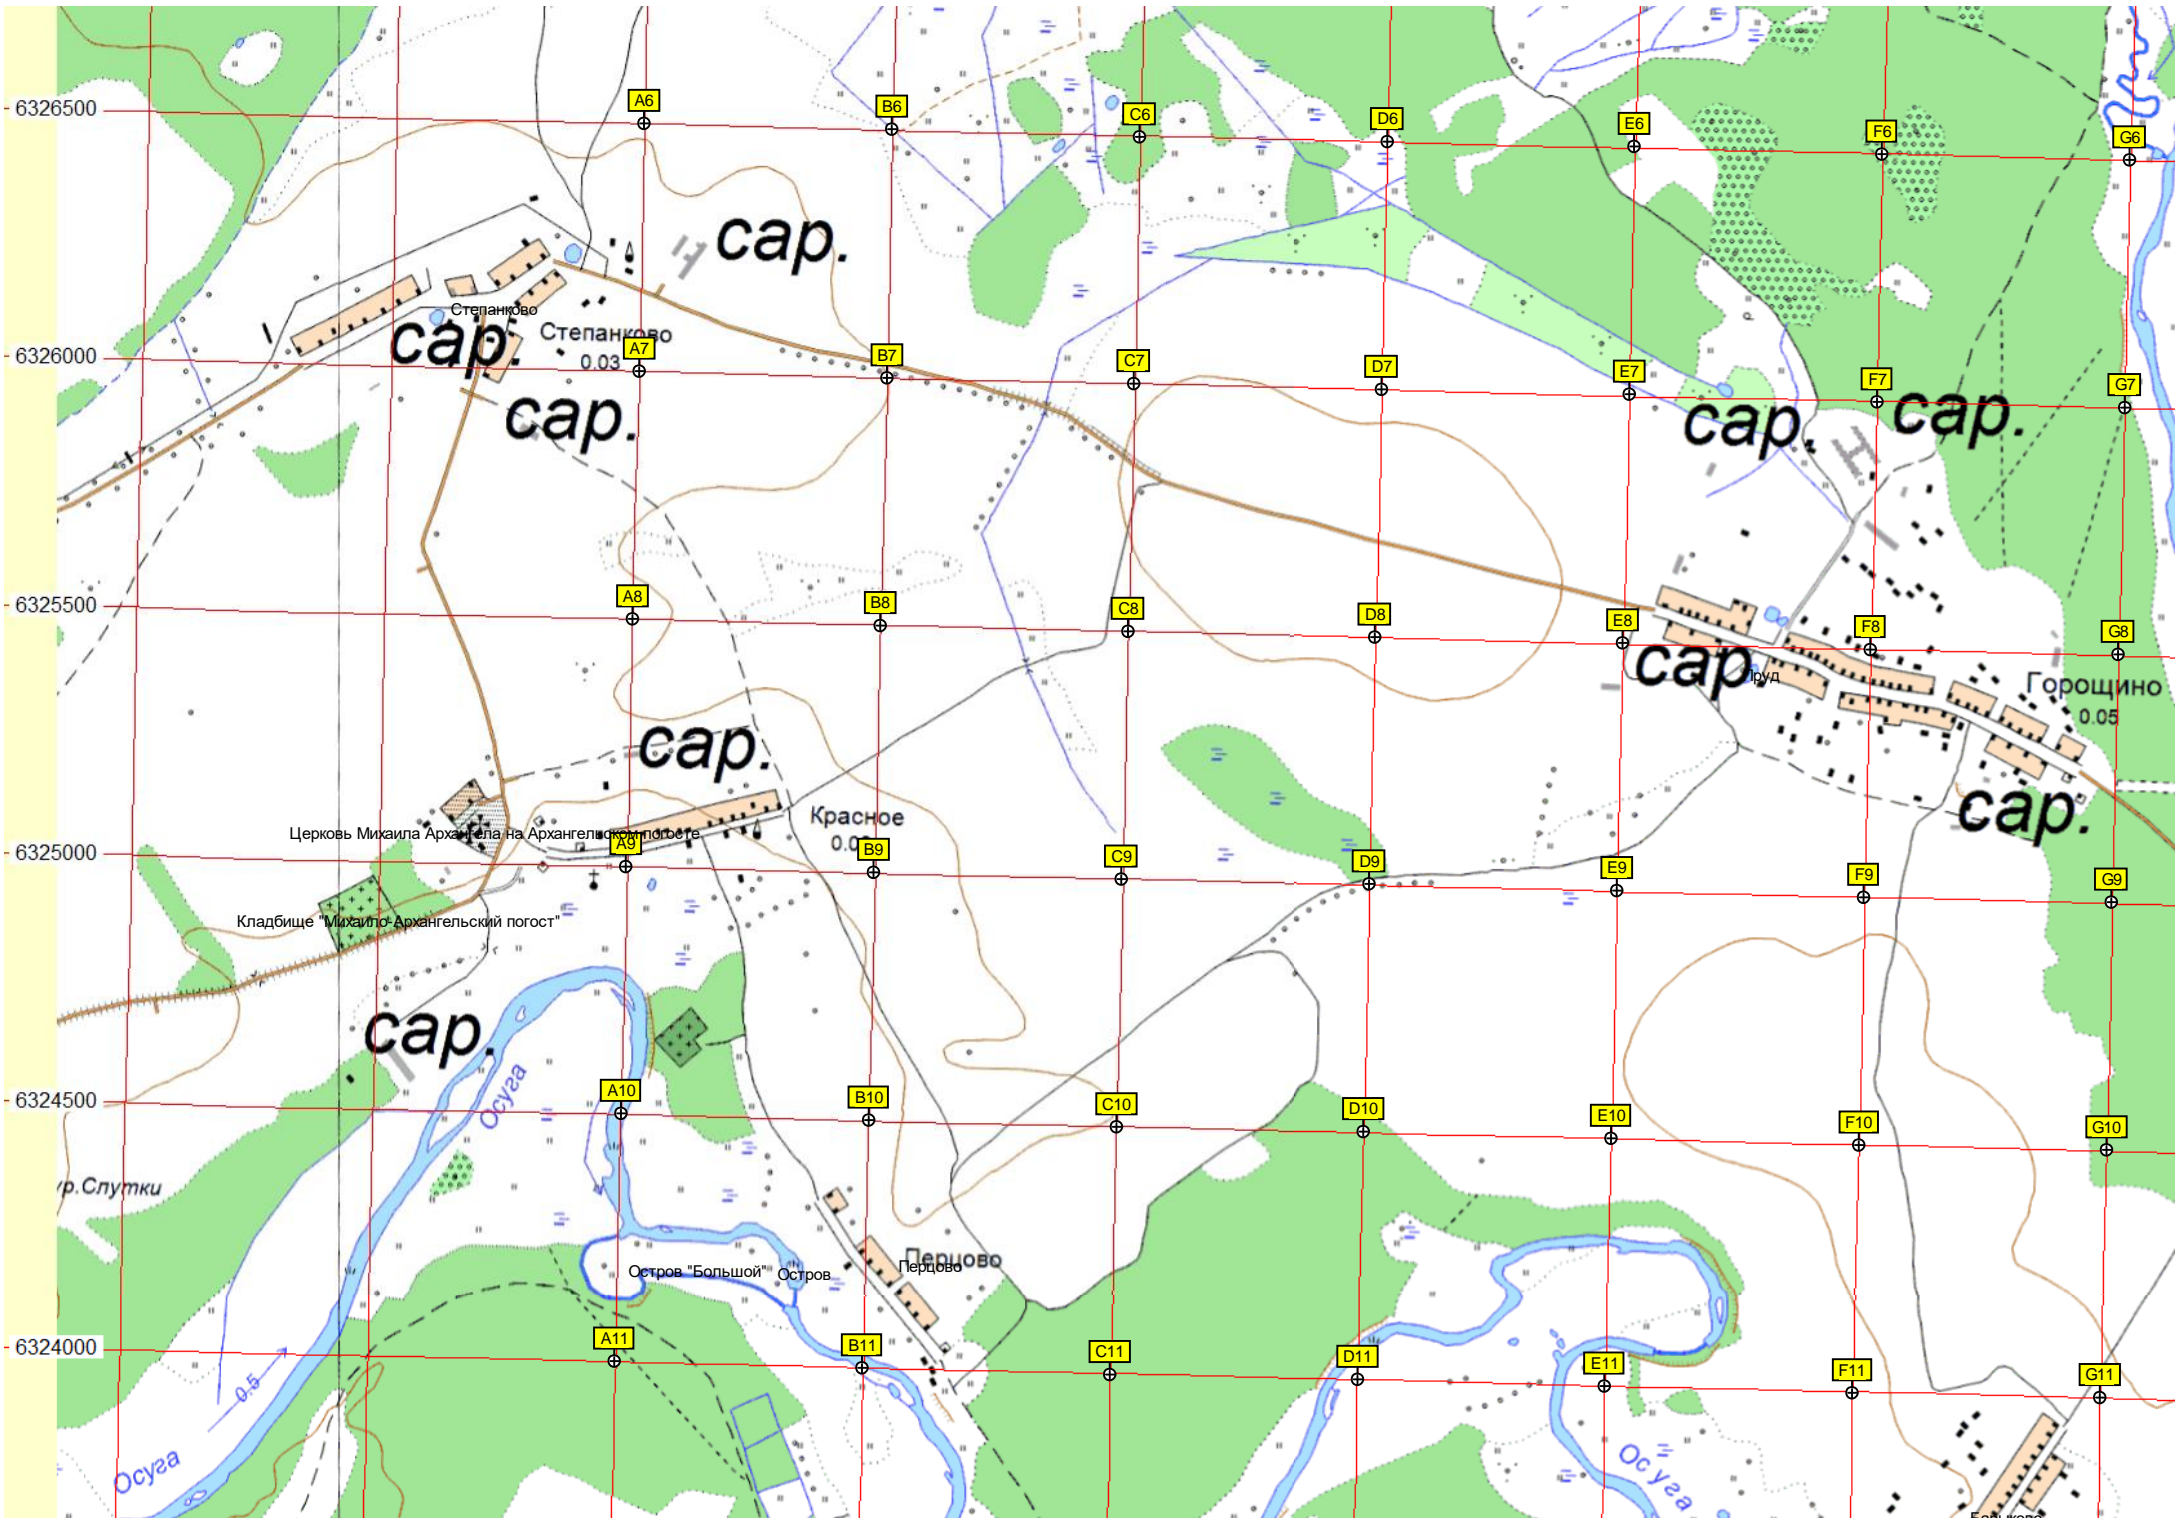 6326500
A6
B6
C6
D6
E6
F6
G6
сар.
Степанково
Степанково
0.03
сар.
6326000
A7
B7
C7
D7
E7
F7
G7
сар.
сар.
сар.
6325500
A8
B8
C8
D8
E8
F8
G8
сар.
Пруд
Горощино
0.05
сар.
Красное
сар.
Церковь Михаила Архангела на Архангельском погосте
6325000
A9
B9
C9
D9
E9
F9
G9
Кладбище "Михаило-Архангельский погост"
сар.
Осуга
6324500
A10
B10
C10
D10
E10
F10
G10
ур.Слутки
Перцово
Перцово
Остров "Большой"
Остров
6324000
A11
B11
C11
D11
E11
F11
G11
0.5
Осуга
Осуга